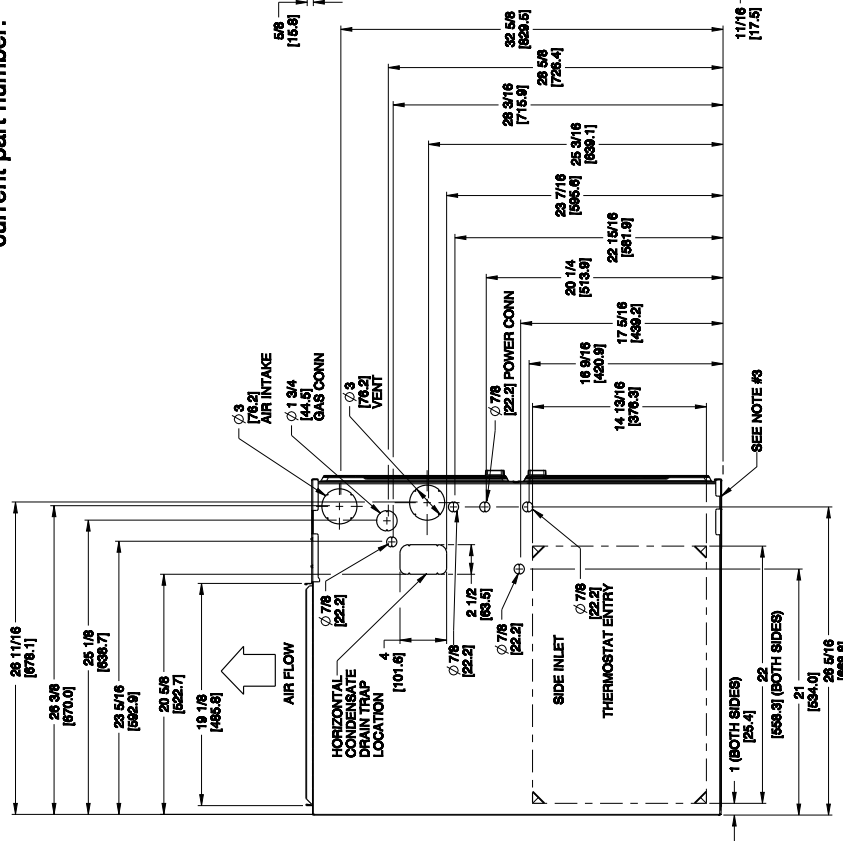 current part number.
5/8
[15.8]
32 5/8
[829.5]
28 5/8
[726.4]
28 3/16
[715.9]
25 3/16
[639.1]
23 7/16
[595.6]
22 15/16
[581.9]
20 1/4
[513.9]
17 5/16
[439.2]
16 9/16
[420.9]
14 13/16
[376.3]
11/16
[17.5]
Ø 3
[76.2]
AIR INTAKE
Ø 1 3/4
[44.5]
GAS CONN
Ø 3
[76.2]
VENT
Ø 7/8
[22.2] POWER CONN
SEE NOTE #3
26 11/16
[678.1]
26 3/8
[670.0]
25 1/8
[638.7]
23 5/16
[592.9]
20 5/8
[522.7]
19 1/8
[485.8]
AIR FLOW
Ø 7/8
[22.2]
HORIZONTAL
CONDENSATE
DRAIN TRAP
LOCATION
4
[101.6]
2 1/2
[63.5]
Ø 7/8
[22.2]
Ø 7/8
[22.2]
Ø 7/8
[22.2]
THERMOSTAT ENTRY
SIDE INLET
1 (BOTH SIDES)
[25.4]
22
[558.3] (BOTH SIDES)
21
[534.0]
26 5/16